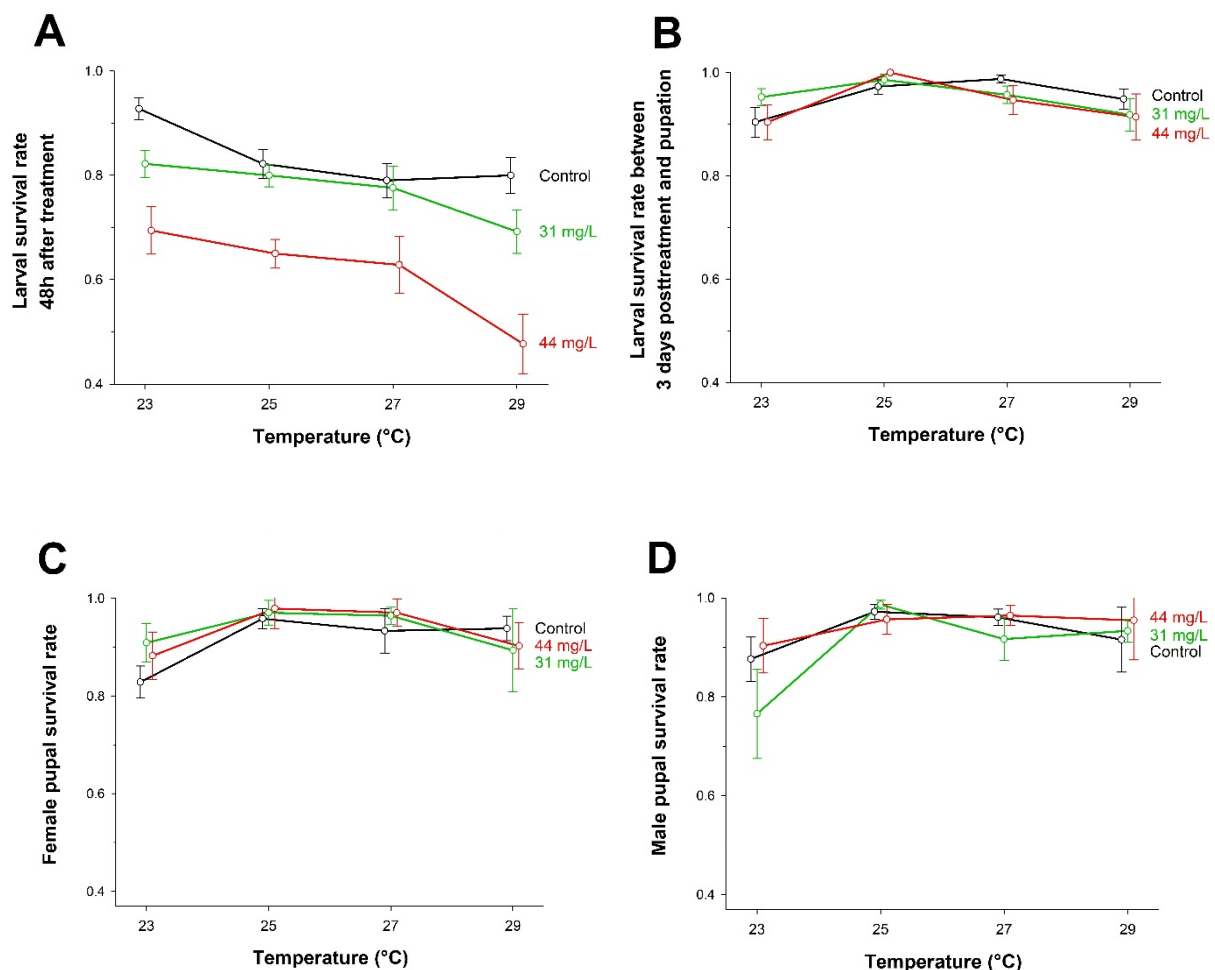 A
Larval survival rate
48h after treatment
1.0
0.8
0.6
0.4
Control
31 mg/L
44 mg/L
23 25 27 29
Temperature (°C)
B
Larval survival rate between
3 days posttreatment and pupation
1.0
0.8
0.6
0.4
Control
31 mg/L
44 mg/L
23 25 27 29
Temperature (°C)
C
Female pupal survival rate
1.0
0.8
0.6
0.4
Control
44 mg/L
31 mg/L
23 25 27 29
Temperature (°C)
D
Male pupal survival rate
1.0
0.8
0.6
0.4
44 mg/L
31 mg/L
Control
23 25 27 29
Temperature (°C)